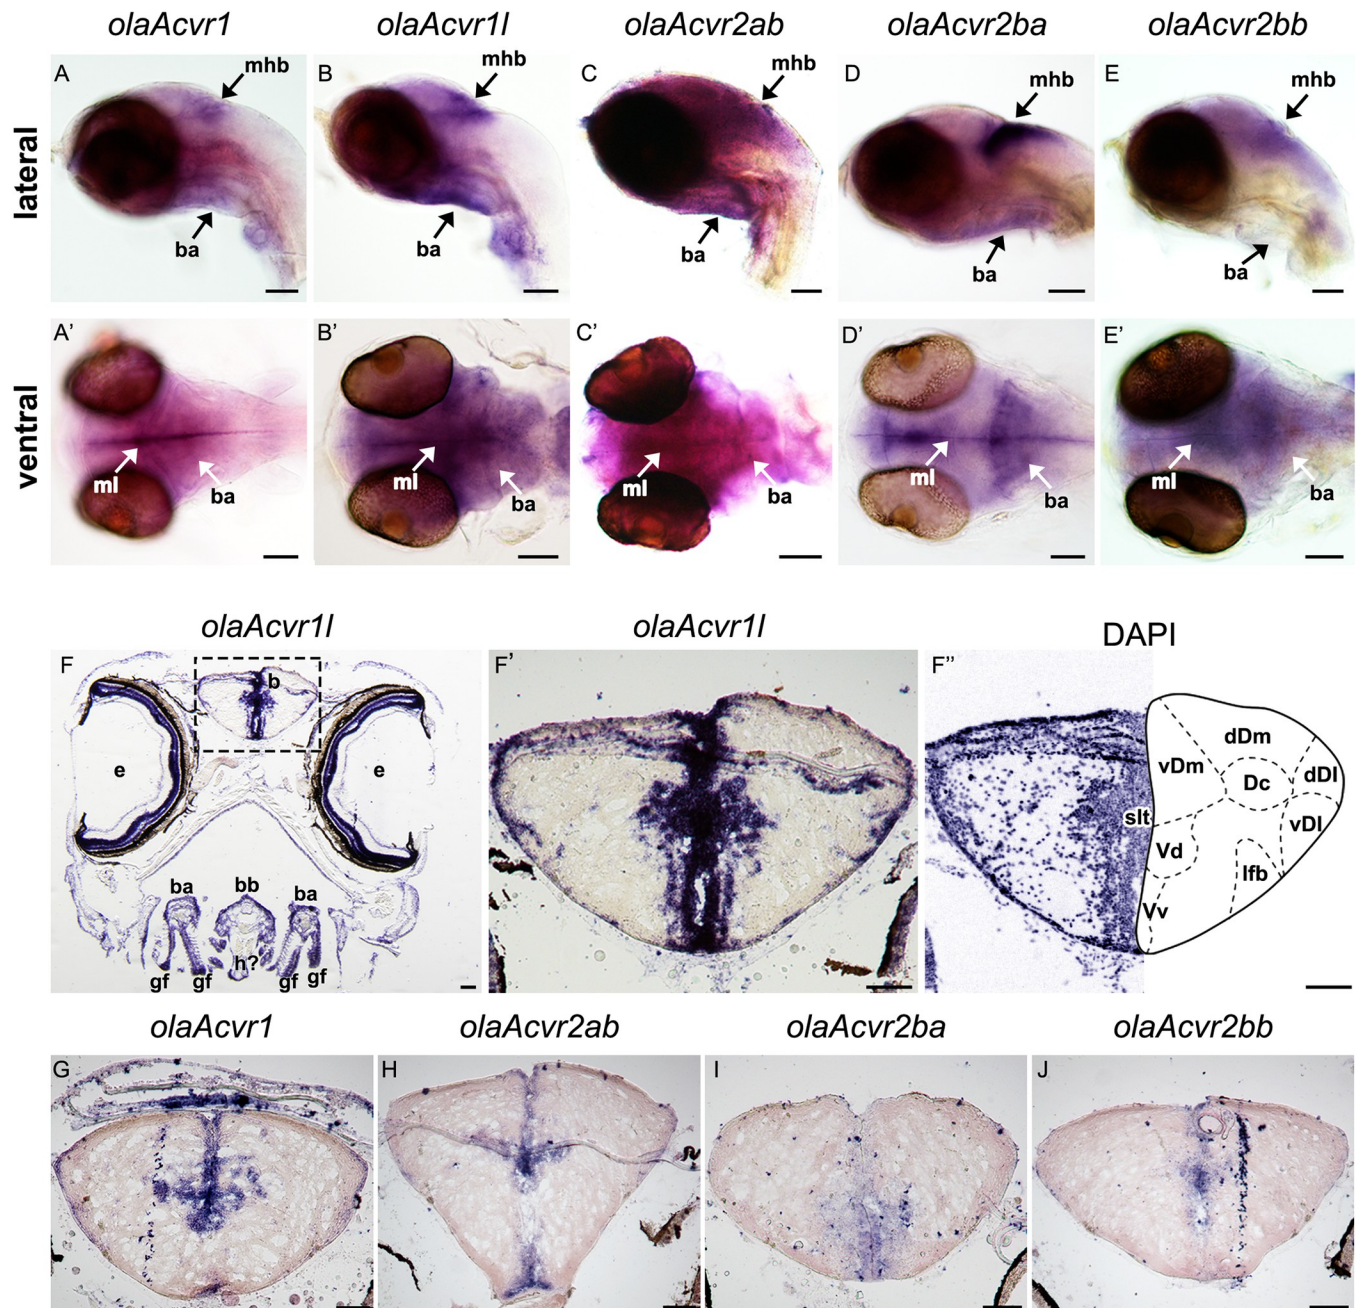 olaAcvr1 olaAcvr1l olaAcvr2ab olaAcvr2ba olaAcvr2bb
lateral
A mhb ba
B mhb ba
C mhb ba
D mhb ba
E mhb ba
ventral
A’ ml ba
B’ ml ba
C’ ml ba
D’ ml ba
E’ ml ba
olaAcvr1l olaAcvr1l DAPI
F b e e
ba bb ba
h?
gf gf gf gf
F’
F”
dDm
vDm Dc dDl
slt vDl
Vd lfb
Vv
olaAcvr1 olaAcvr2ab olaAcvr2ba olaAcvr2bb
G H I J